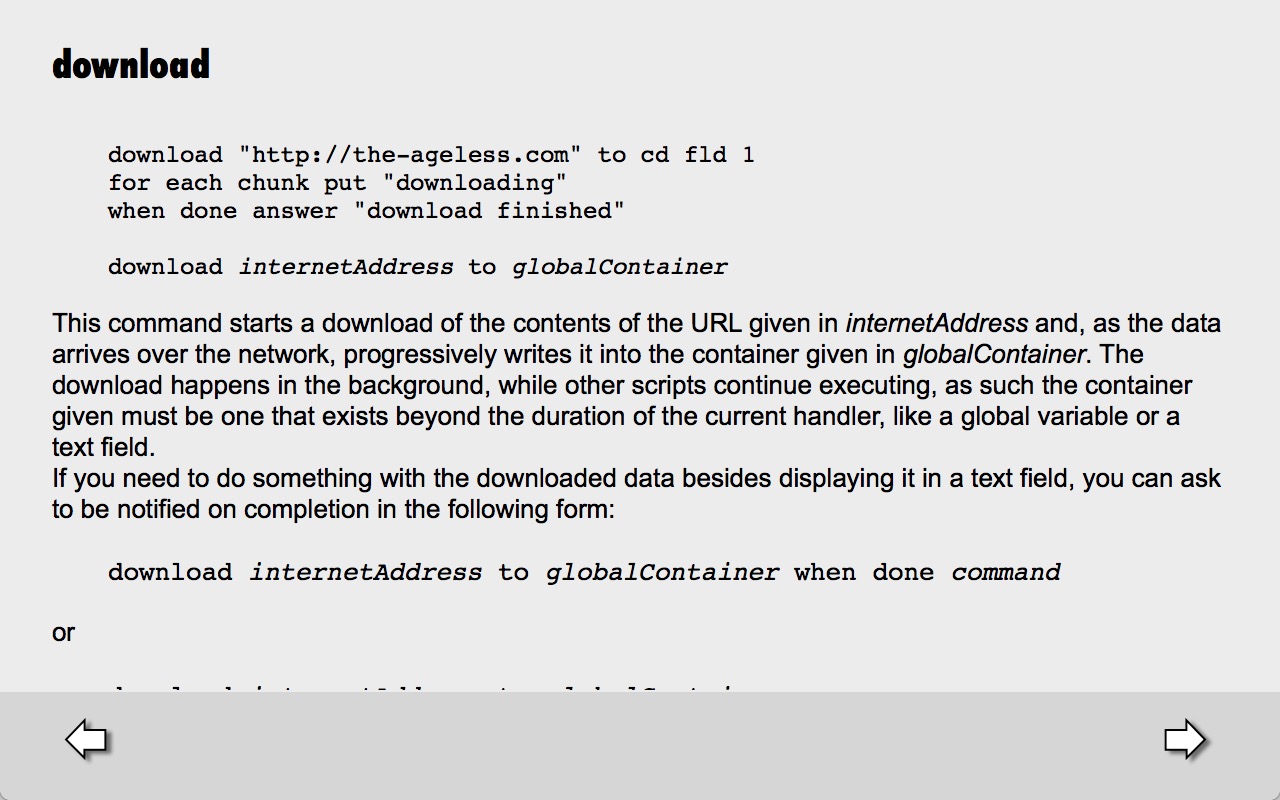 download
download "http://the-ageless.com" to cd fld 1
for each chunk put "downloading"
when done answer "download finished"
download internetAddress to globalContainer
This command starts a download of the contents of the URL given in internetAddress and, as the data
arrives over the network, progressively writes it into the container given in globalContainer. The
download happens in the background, while other scripts continue executing, as such the container
given must be one that exists beyond the duration of the current handler, like a global variable or a
text field.
If you need to do something with the downloaded data besides displaying it in a text field, you can ask
to be notified on completion in the following form:
download internetAddress to globalContainer when done command
or